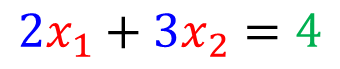 2x₁ + 3x₂ = 4